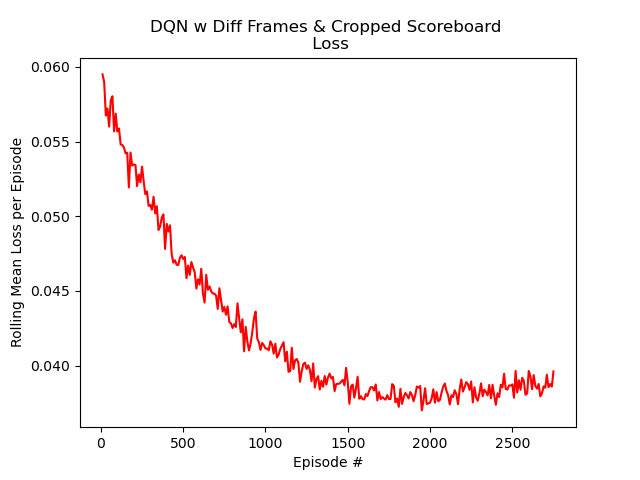 DQN w Diff Frames & Cropped Scoreboard
Loss
Rolling Mean Loss per Episode
0.060
0.055
0.050
0.045
0.040
0
500
1000
1500
2000
2500
Episode #